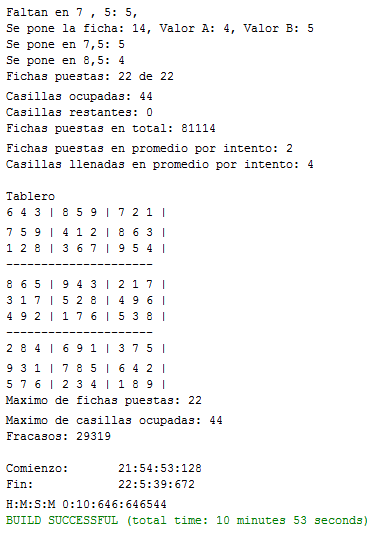 Faltan en 7 , 5: 5,
Se pone la ficha: 14, Valor A: 4, Valor B: 5
Se pone en 7,5: 5
Se pone en 8,5: 4
Fichas puestas: 22 de 22
Casillas ocupadas: 44
Casillas restantes: 0
Fichas puestas en total: 81114
Fichas puestas en promedio por intento: 2
Casillas llenadas en promedio por intento: 4
Tablero
6 4 3 | 8 5 9 | 7 2 1 |
7 5 9 | 4 1 2 | 8 6 3 |
1 2 8 | 3 6 7 | 9 5 4 |
---------------------
8 6 5 | 9 4 3 | 2 1 7 |
3 1 7 | 5 2 8 | 4 9 6 |
4 9 2 | 1 7 6 | 5 3 8 |
---------------------
2 8 4 | 6 9 1 | 3 7 5 |
9 3 1 | 7 8 5 | 6 4 2 |
5 7 6 | 2 3 4 | 1 8 9 |
Maximo de fichas puestas: 22
Maximo de casillas ocupadas: 44
Fracasos: 29319
Comienzo: 21:54:53:128
Fin: 22:5:39:672
H:M:S:M 0:10:646:646544
BUILD SUCCESSFUL (total time: 10 minutes 53 seconds)